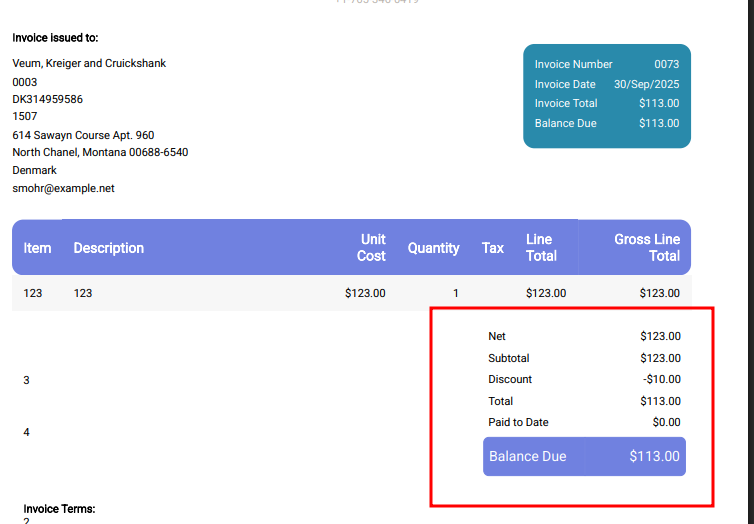 Invoice issued to:
Veum, Kreiger and Cruickshank
0003
DK314959586
1507
614 Sawayn Course Apt. 960
North Chanel, Montana 00688-6540
Denmark
smohr@example.net
Invoice Number 0073
Invoice Date 30/Sep/2025
Invoice Total $113.00
Balance Due $113.00
Item Description Unit Cost Quantity Tax Line Total Gross Line Total
123 123 $123.00 1 $123.00 $123.00
Net $123.00
Subtotal $123.00
Discount -$10.00
Total $113.00
Paid to Date $0.00
Balance Due $113.00
3
4
Invoice Terms:
2